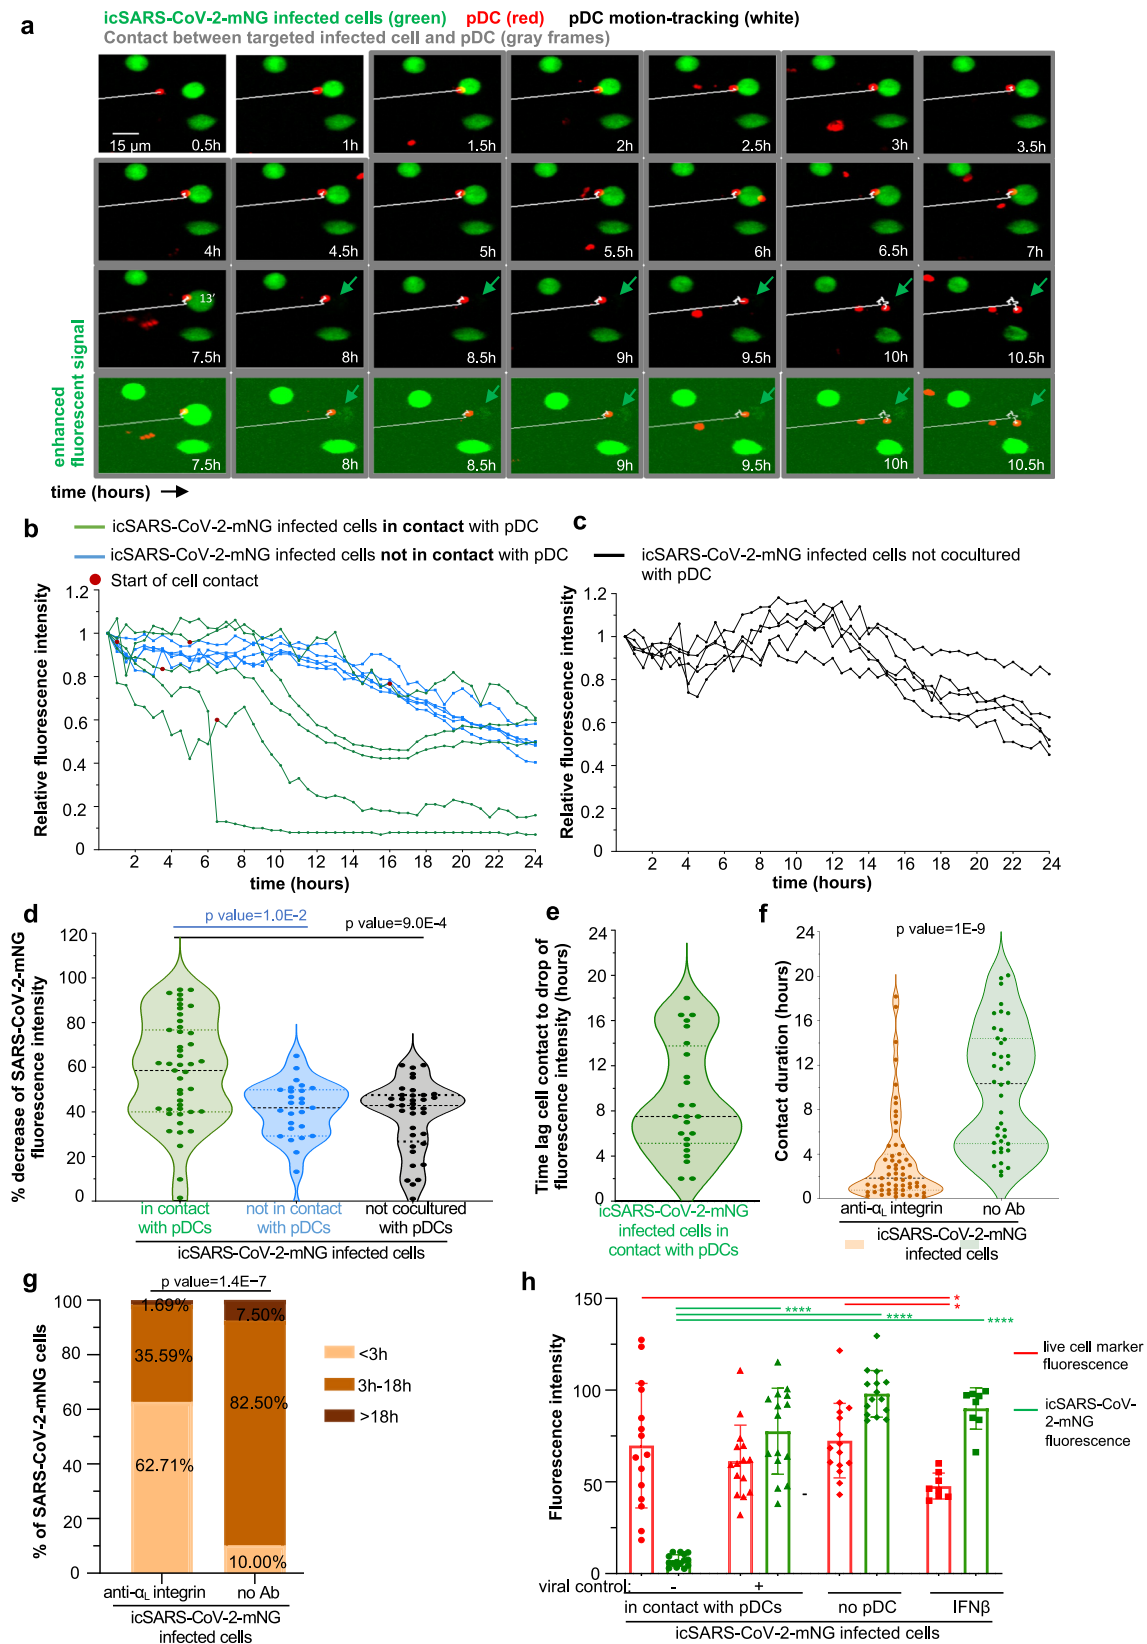 a
icSARS-CoV-2-mNG infected cells (green) pDC (red) pDC motion-tracking (white)
Contact between targeted infected cell and pDC (gray frames)
15 µm
0.5h 1h 1.5h 2h 2.5h 3h 3.5h
4h 4.5h 5h 5.5h 6h 6.5h 7h
13'
7.5h 8h 8.5h 9h 9.5h 10h 10.5h
enhanced
fluorescent signal
7.5h 8h 8.5h 9h 9.5h 10h 10.5h
time (hours)
b
icSARS-CoV-2-mNG infected cells in contact with pDC
icSARS-CoV-2-mNG infected cells not in contact with pDC
Start of cell contact
Relative fluorescence intensity
1.2
1
0.8
0.6
0.4
0.2
0
2 4 6 8 10 12 14 16 18 20 22 24
time (hours)
c
icSARS-CoV-2-mNG infected cells not cocultured
with pDC
Relative fluorescence intensity
1.2
1
0.8
0.6
0.4
0.2
0
2 4 6 8 10 12 14 16 18 20 22 24
time (hours)
d
p value=1.0E-2
p value=9.0E-4
% decrease of SARS-CoV-2-mNG
fluorescence intensity
120
100
80
60
40
20
0
in contact
with pDCs
not in contact
with pDCs
not cocultured
with pDCs
icSARS-CoV-2-mNG infected cells
e
Time lag cell contact to drop of
fluorescence intensity (hours)
24
20
16
12
8
4
0
icSARS-CoV-2-mNG
infected cells in
contact with pDCs
f
p value=1E-9
Contact duration (hours)
24
20
16
12
8
4
0
anti-αL integrin no Ab
icSARS-CoV-2-mNG
infected cells
g
p value=1.4E−7
% of SARS-CoV-2-mNG cells
100
80
60
40
20
0
1.69%
35.59%
62.71%
7.50%
82.50%
10.00%
<3h
3h-18h
>18h
anti-αL integrin no Ab
icSARS-CoV-2-mNG
infected cells
h
Fluorescence intensity
150
100
50
0
*
*
****
****
****
-
live cell marker
fluorescence
icSARS-CoV-
2-mNG
fluorescence
viral control: - +
in contact with pDCs no pDC IFNβ
icSARS-CoV-2-mNG infected cells